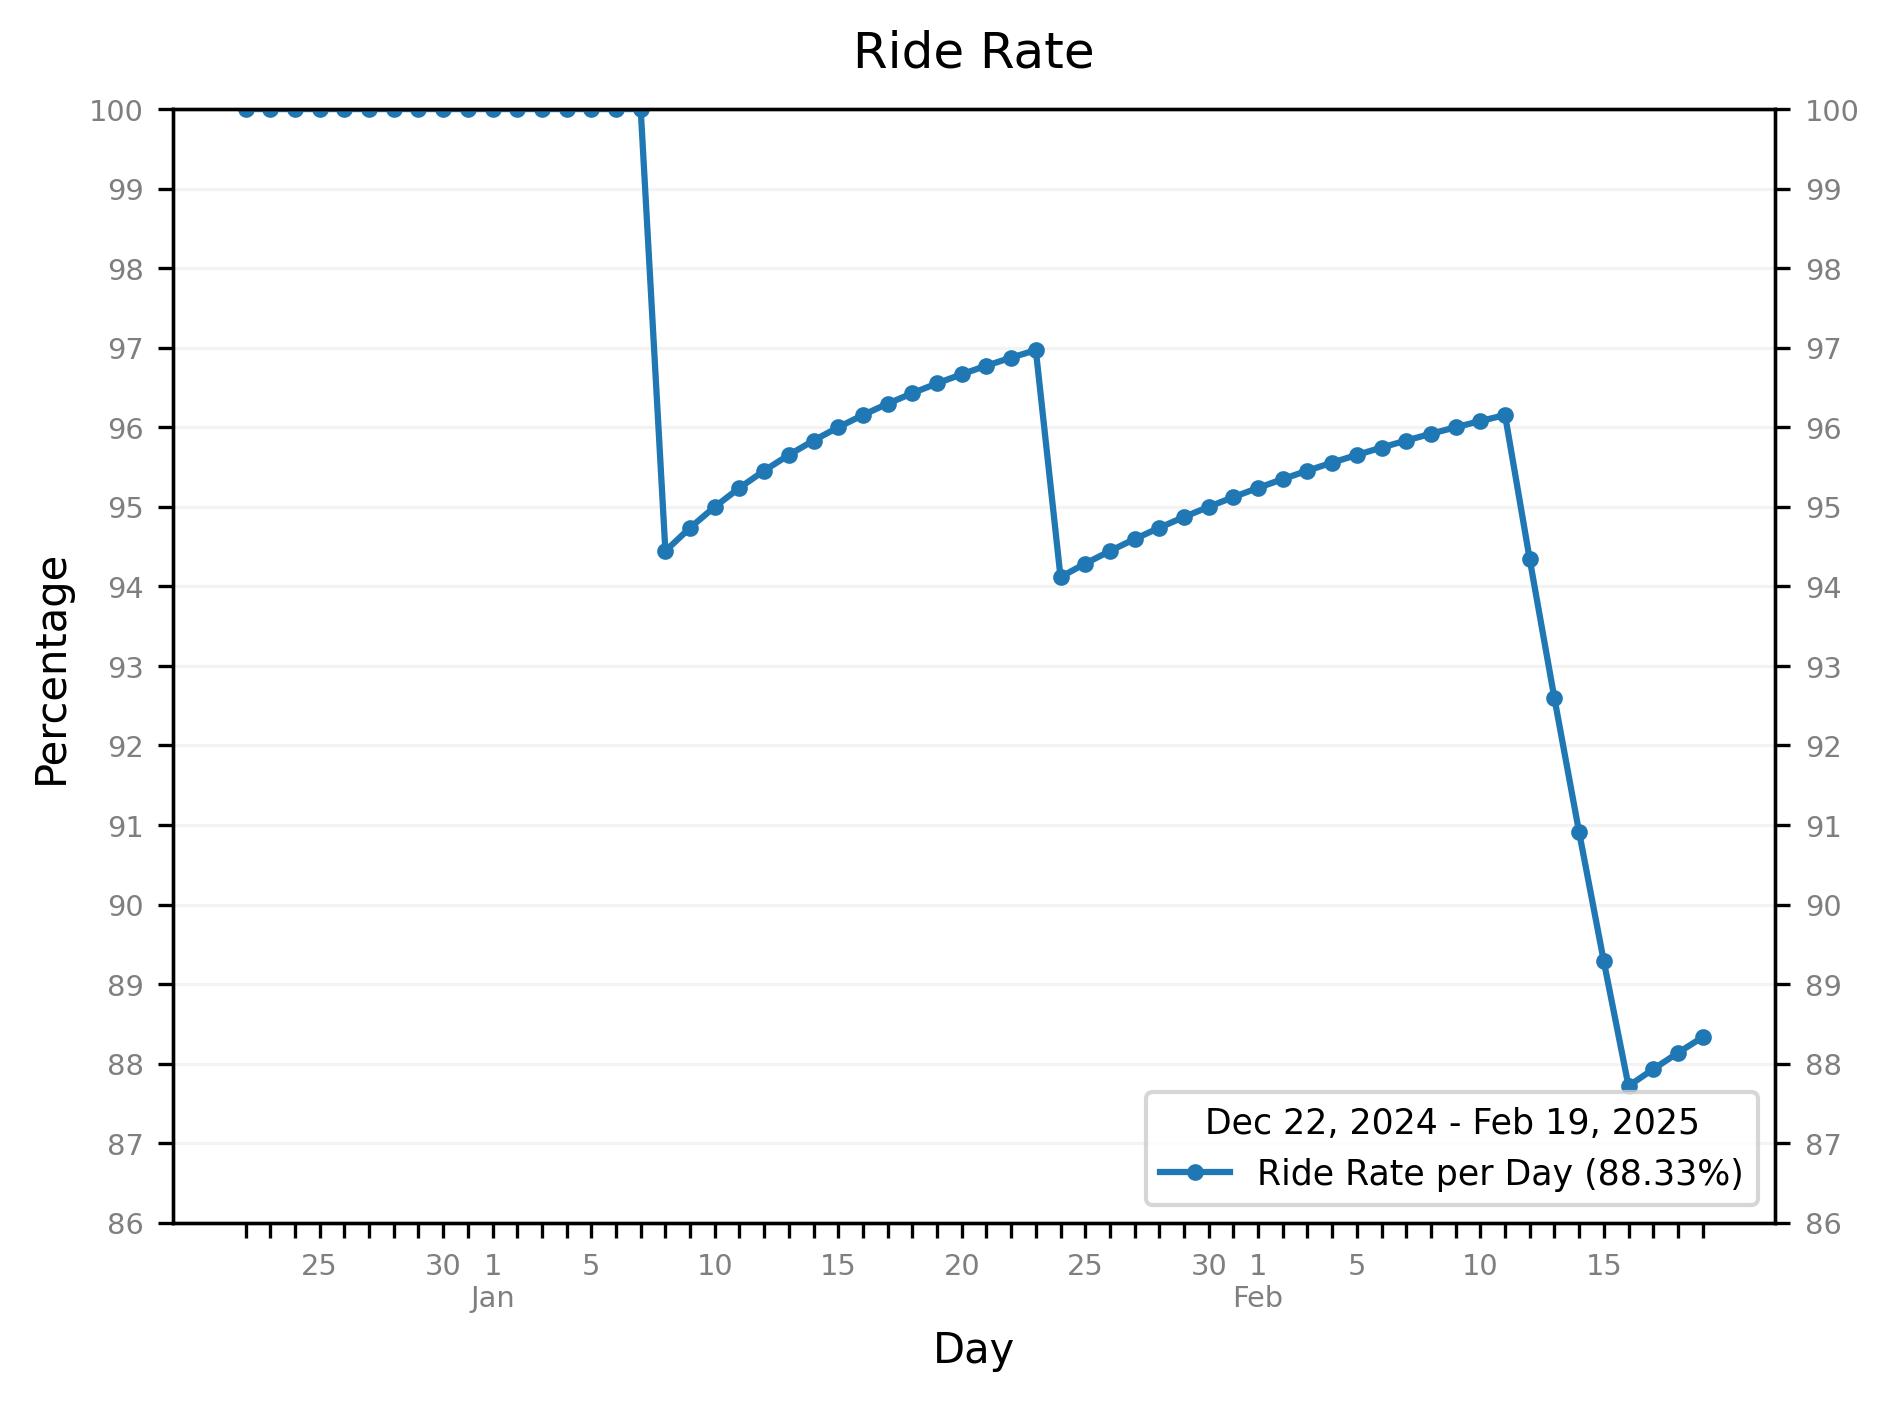 Ride Rate
100 100
99 99
98 98
97 97
96 96
95 95
94 94
93 93
92 92
91 91
90 90
89 89
88 88
87 87
86 86
Percentage
Dec 22, 2024 - Feb 19, 2025
Ride Rate per Day (88.33%)
25 30 1 5 10 15 20 25 30 1 5 10 15
Jan Feb
Day